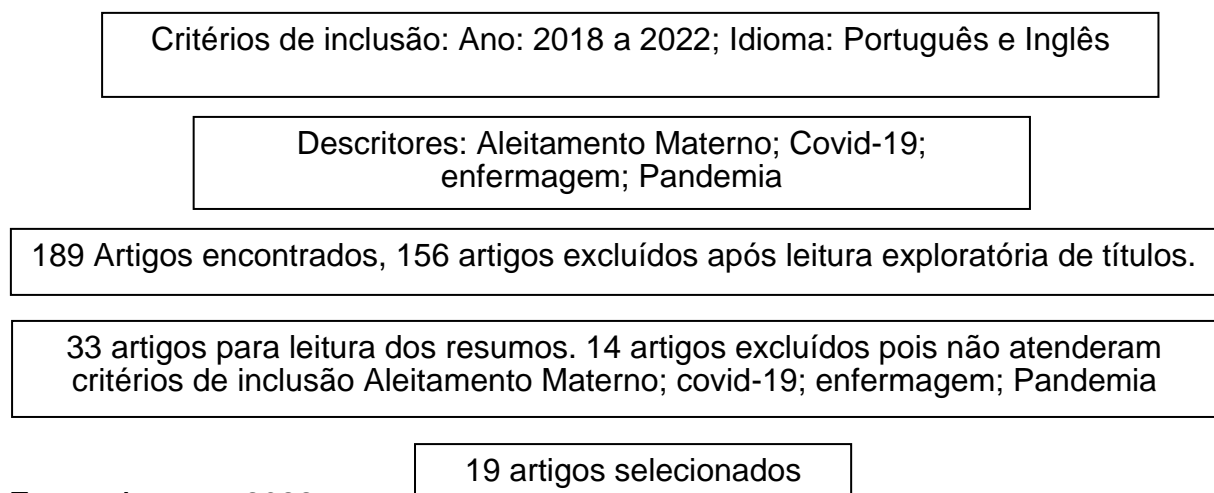 Critérios de inclusão: Ano: 2018 a 2022; Idioma: Português e Inglês
Descritores: Aleitamento Materno; Covid-19;
enfermagem; Pandemia
189 Artigos encontrados, 156 artigos excluídos após leitura exploratória de títulos.
33 artigos para leitura dos resumos. 14 artigos excluídos pois não atenderam
critérios de inclusão Aleitamento Materno; covid-19; enfermagem; Pandemia
19 artigos selecionados